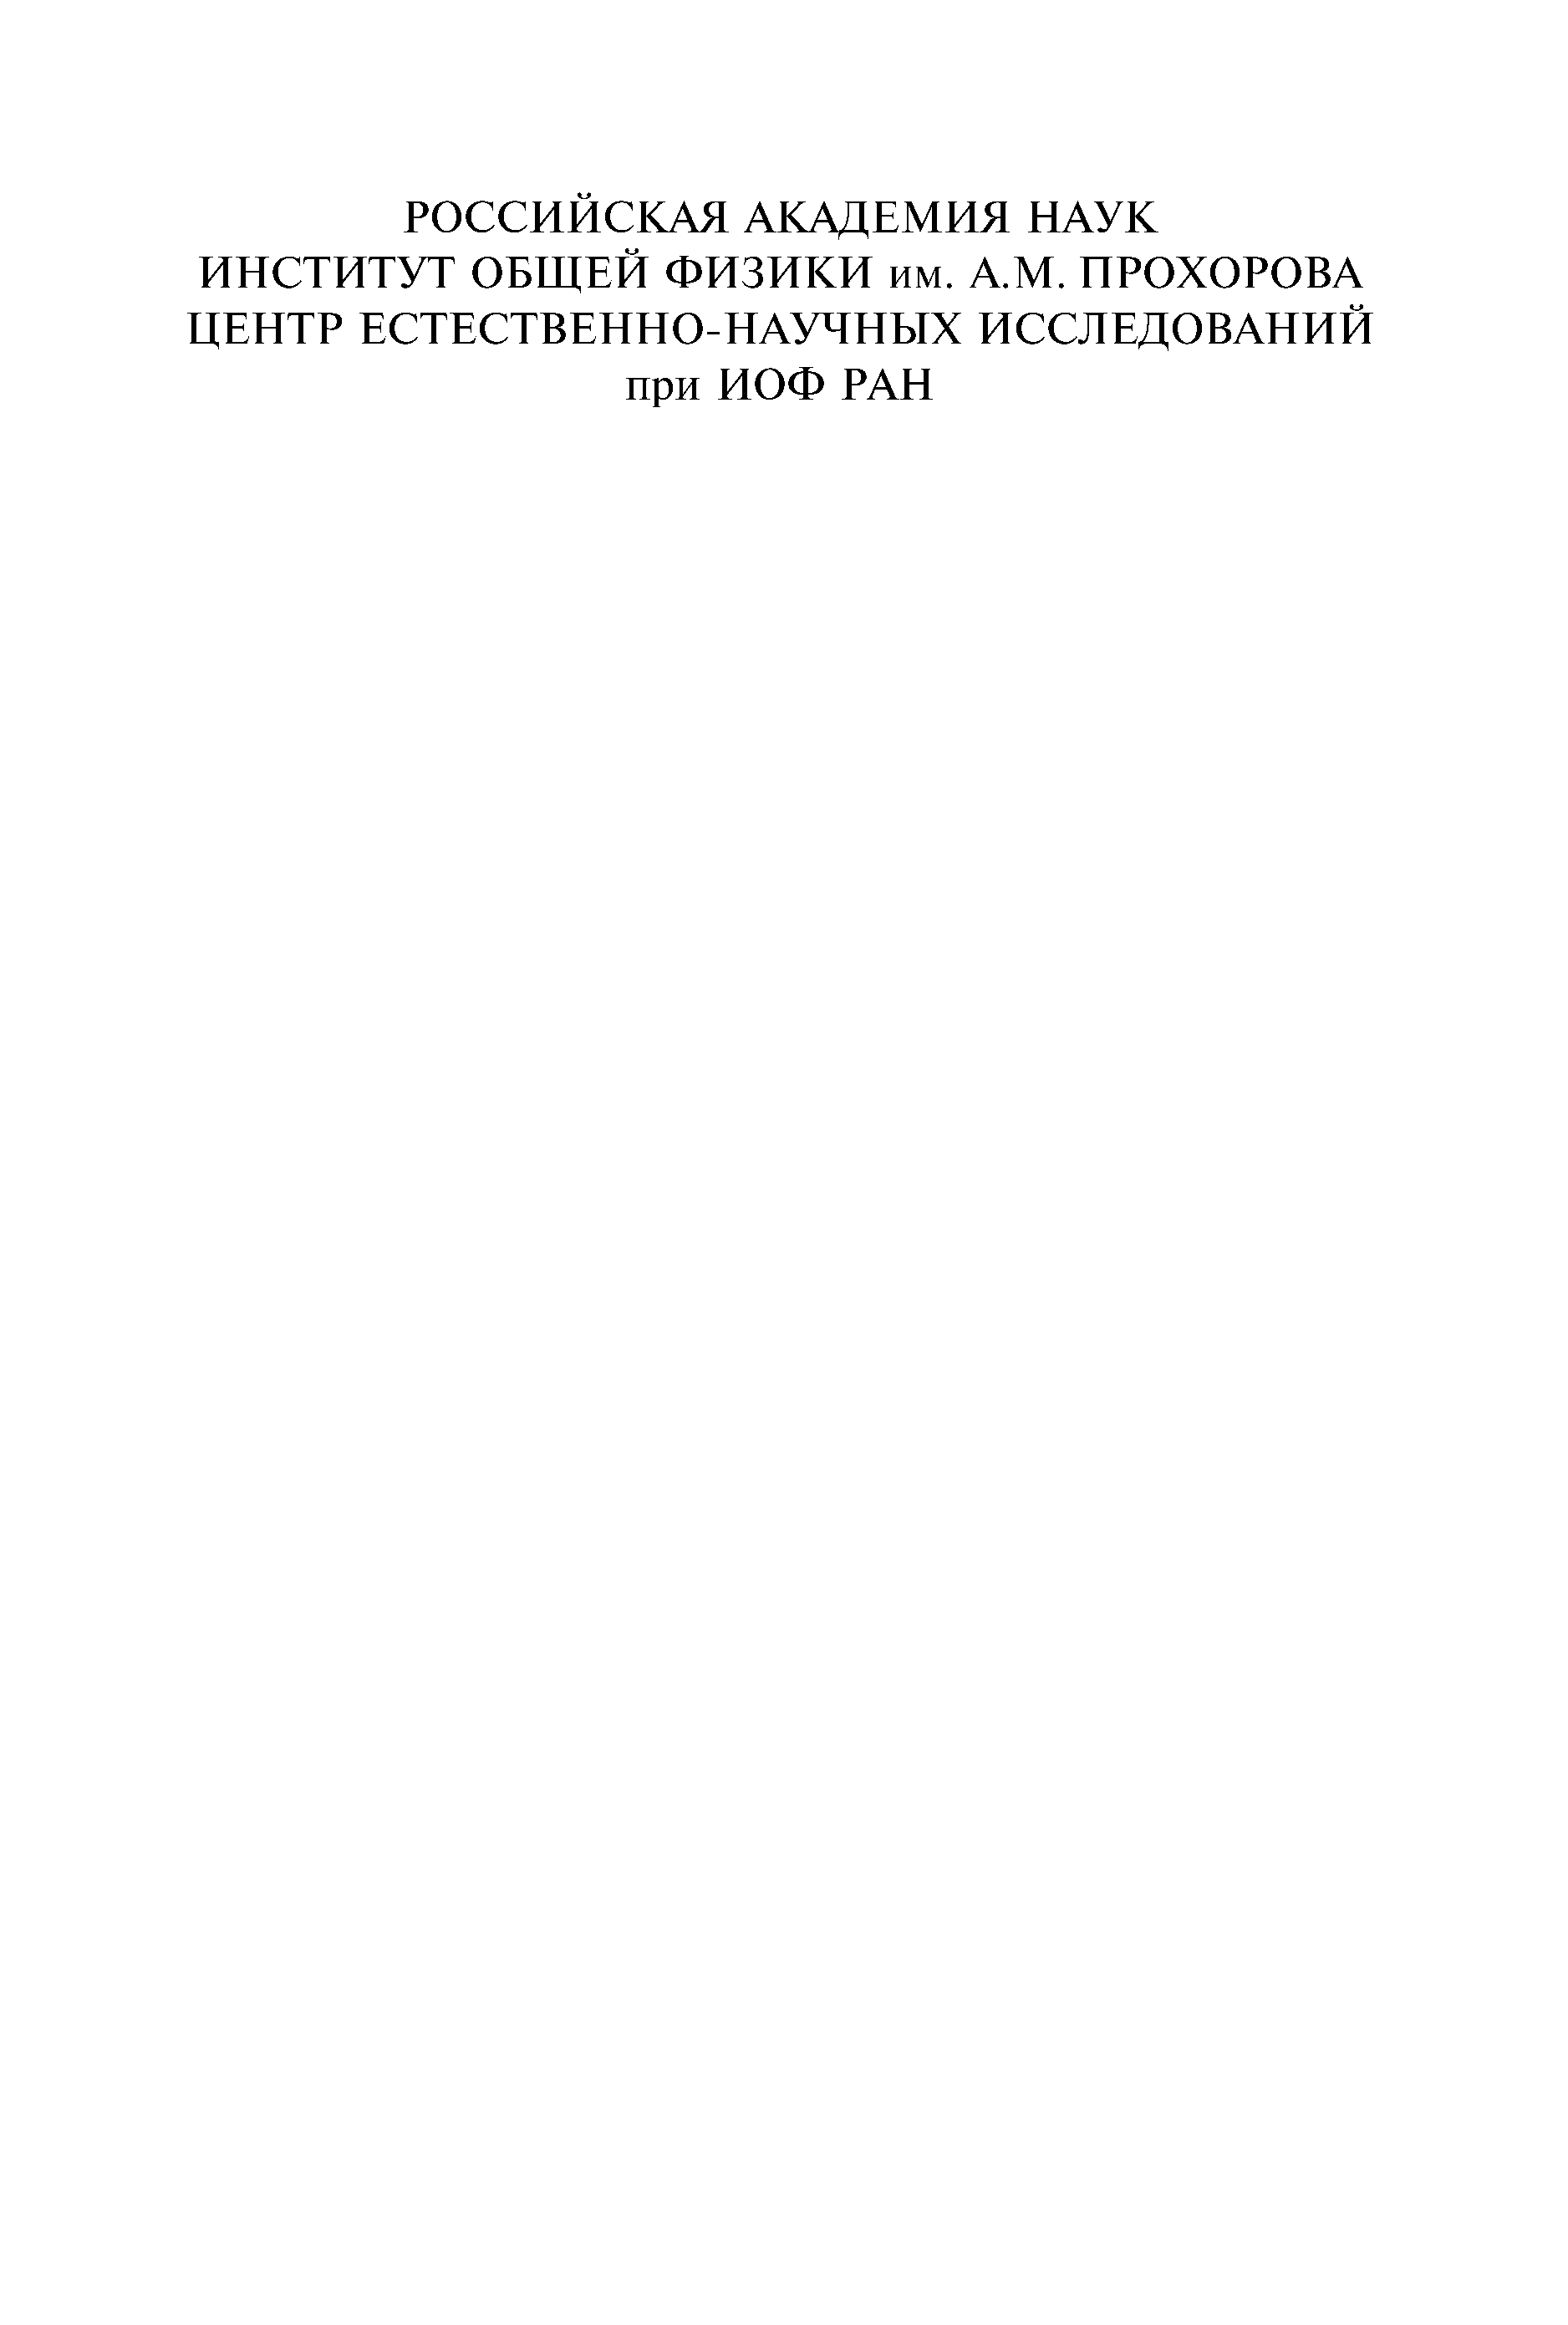 РОССИЙСКАЯ АКАДЕМИЯ НАУК
ИНСТИТУТ ОБЩЕЙ ФИЗИКИ им. А.М. ПРОХОРОВА
ЦЕНТР ЕСТЕСТВЕННО-НАУЧНЫХ ИССЛЕДОВАНИЙ
при ИОФ РАН